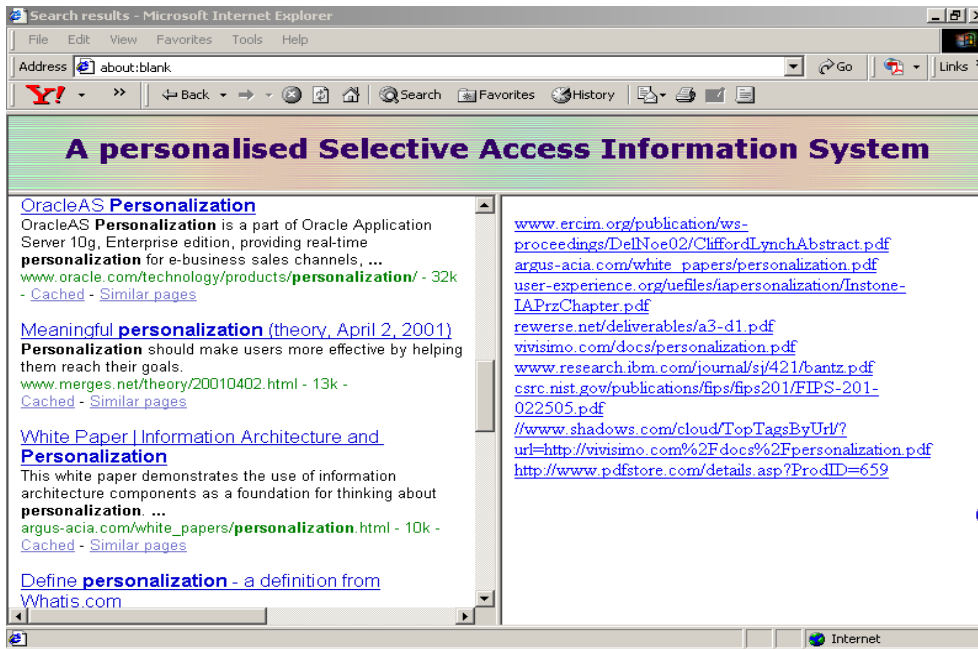 Search results - Microsoft Internet Explorer
File Edit View Favorites Tools Help
Address about:blank Go Links
Y! Back Search Favorites History
A personalised Selective Access Information System
OracleAS Personalization
OracleAS Personalization is a part of Oracle Application
Server 10g, Enterprise edition, providing real-time
personalization for e-business sales channels, ...
www.oracle.com/technology/products/personalization/ - 32k
- Cached - Similar pages
Meaningful personalization (theory, April 2, 2001)
Personalization should make users more effective by helping
them reach their goals.
www.merges.net/theory/20010402.html - 13k -
Cached - Similar pages
White Paper | Information Architecture and
Personalization
This white paper demonstrates the use of information
architecture components as a foundation for thinking about
personalization. ...
argus-acia.com/white_papers/personalization.html - 10k -
Cached - Similar pages
Define personalization - a definition from
Whatis.com
www.ercim.org/publication/ws-
proceedings/DelNoe02/CliffordLynchAbstract.pdf
argus-acia.com/white_papers/personalization.pdf
user-experience.org/uefiles/iapersonalization/Instone-
IAPrzChapter.pdf
rewerse.net/deliverables/a3-d1.pdf
vivisimo.com/docs/personalization.pdf
www.research.ibm.com/journal/sj/421/bantz.pdf
csrc.nist.gov/publications/fips/fips201/FIPS-201-
022505.pdf
//www.shadows.com/cloud/TopTagsByUrl/?
url=http://vivisimo.com%2Fdocs%2Fpersonalization.pdf
http://www.pdfstore.com/details.asp?ProdID=659
Internet